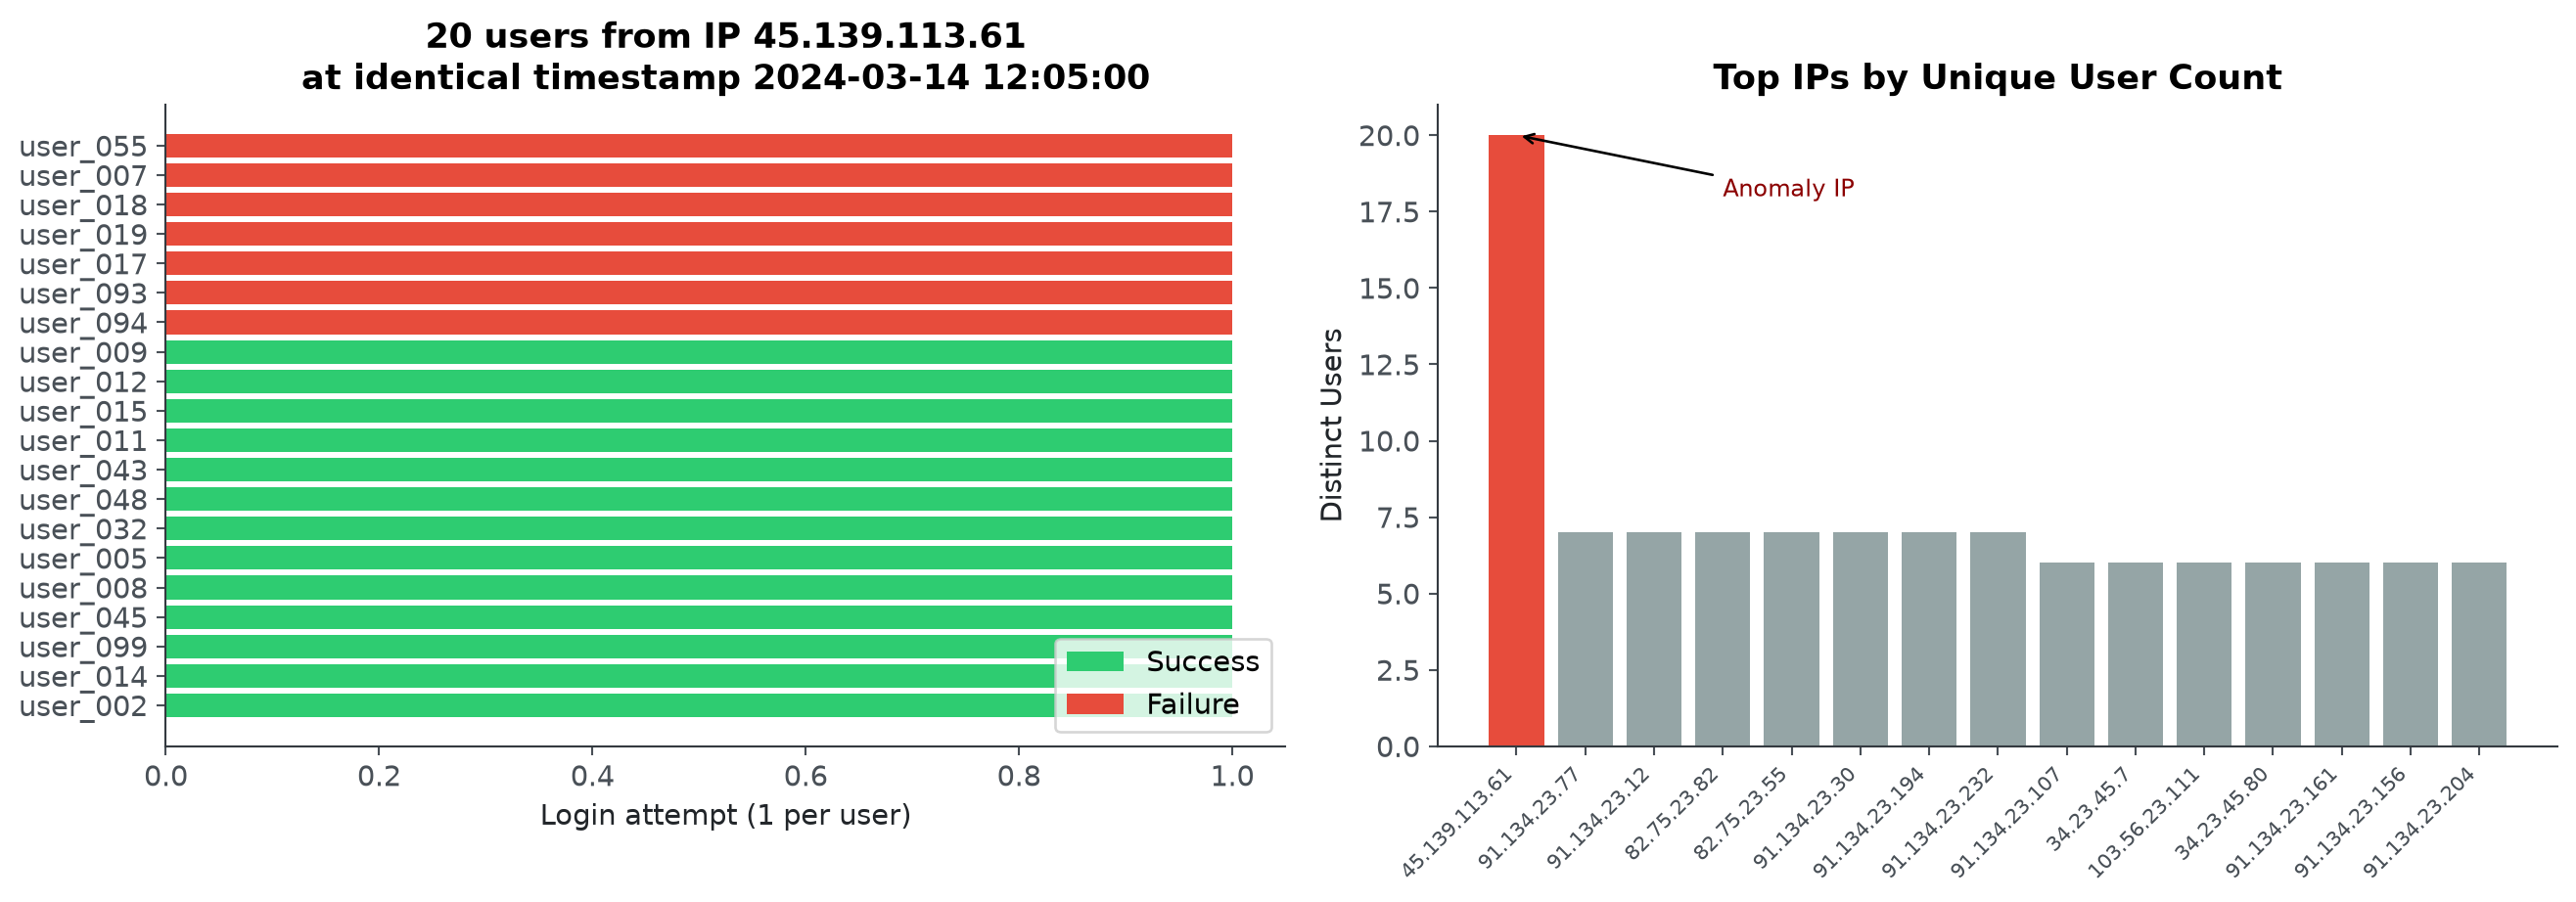 20 users from IP 45.139.113.61
at identical timestamp 2024-03-14 12:05:00
user_055
user_007
user_018
user_019
user_017
user_093
user_094
user_009
user_012
user_015
user_011
user_043
user_048
user_032
user_005
user_008
user_045
user_099
user_014
user_002
Success
Failure
0.0 0.2 0.4 0.6 0.8 1.0
Login attempt (1 per user)
Top IPs by Unique User Count
Distinct Users
20.0
17.5
15.0
12.5
10.0
7.5
5.0
2.5
0.0
Anomaly IP
45.139.113.61
91.134.23.77
91.134.23.12
82.75.23.82
82.75.23.55
91.134.23.30
91.134.23.194
91.134.23.232
91.134.23.107
34.23.45.7
103.56.23.111
34.23.45.80
91.134.23.161
91.134.23.156
91.134.23.204